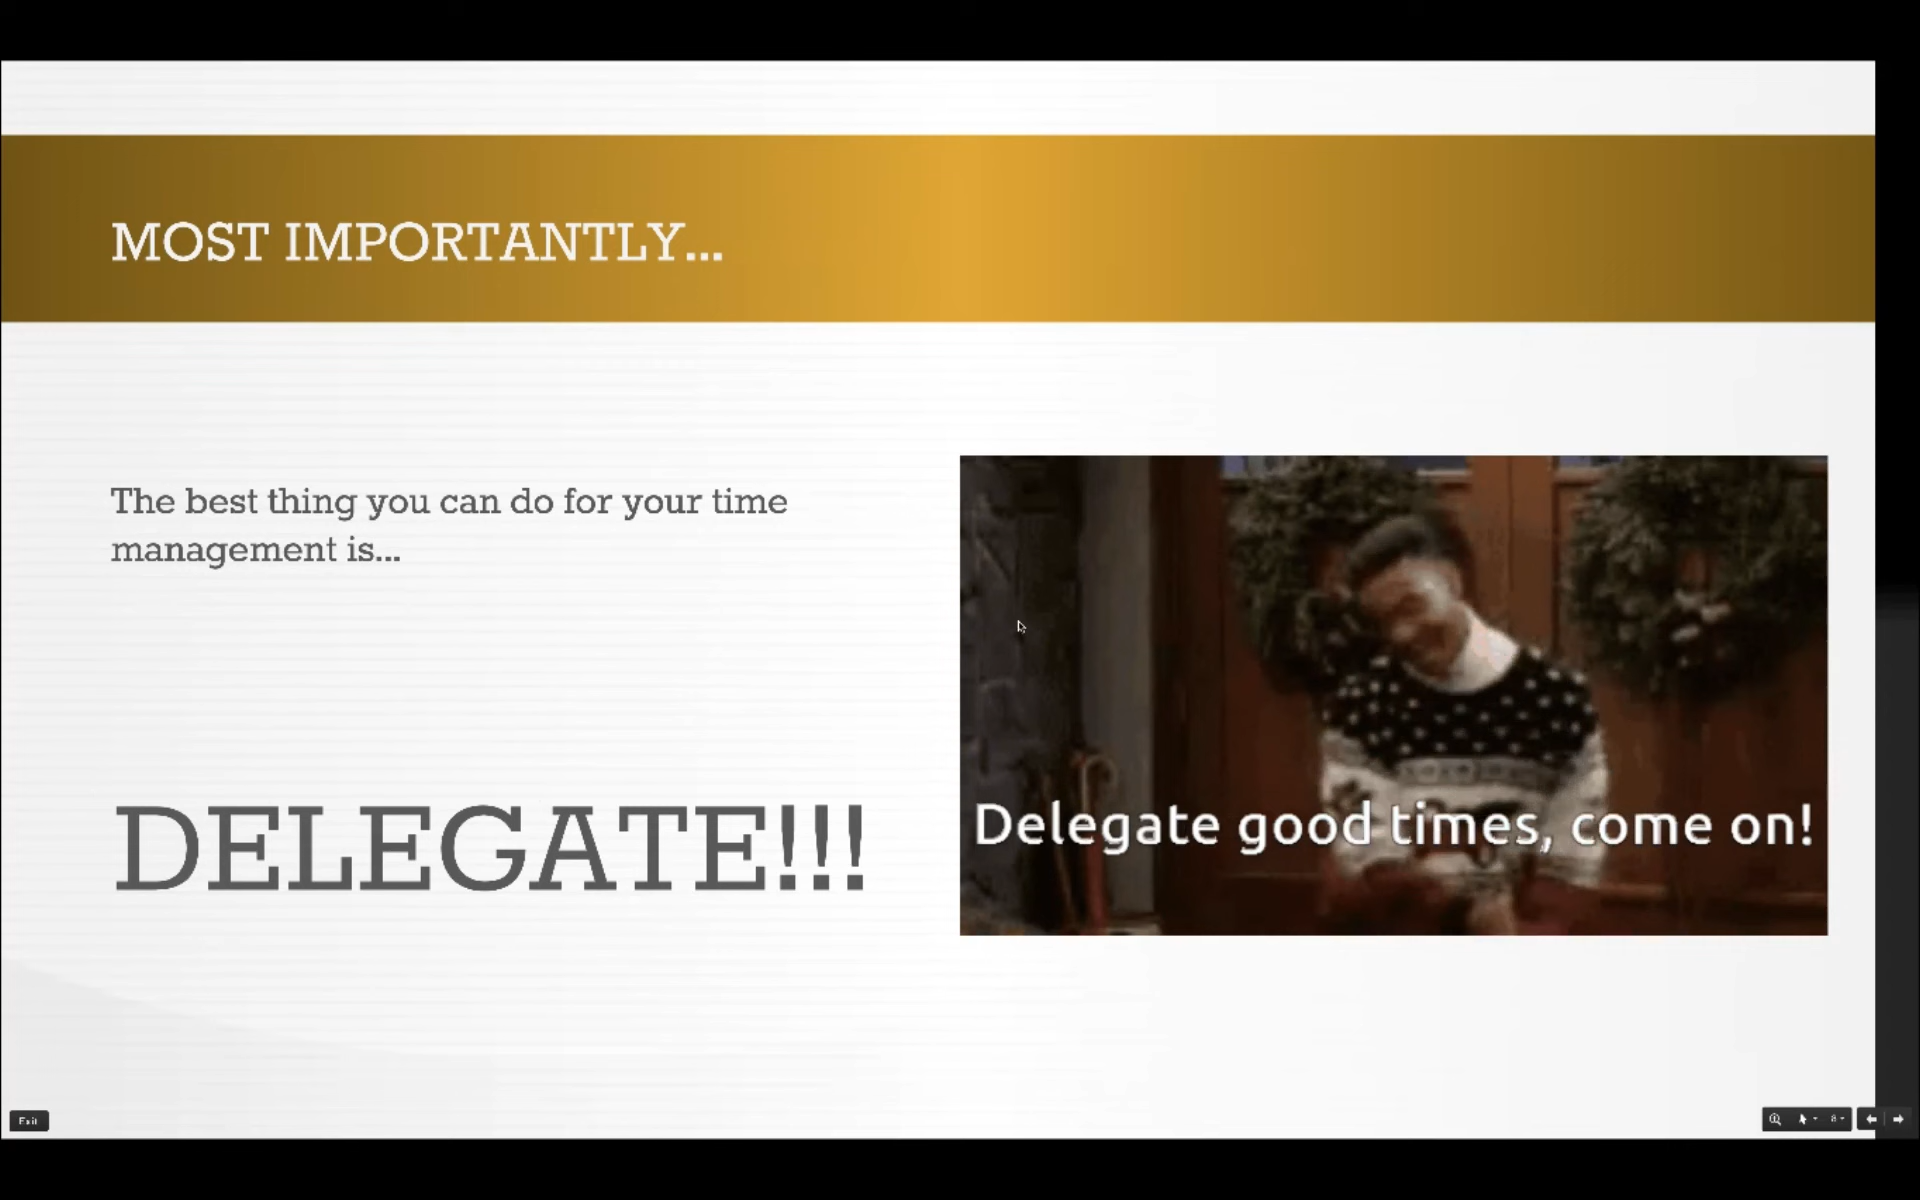 MOST IMPORTANTLY...
The best thing you can do for your time
management is...
DELEGATE!!!
Delegate good times, come on!
Exit